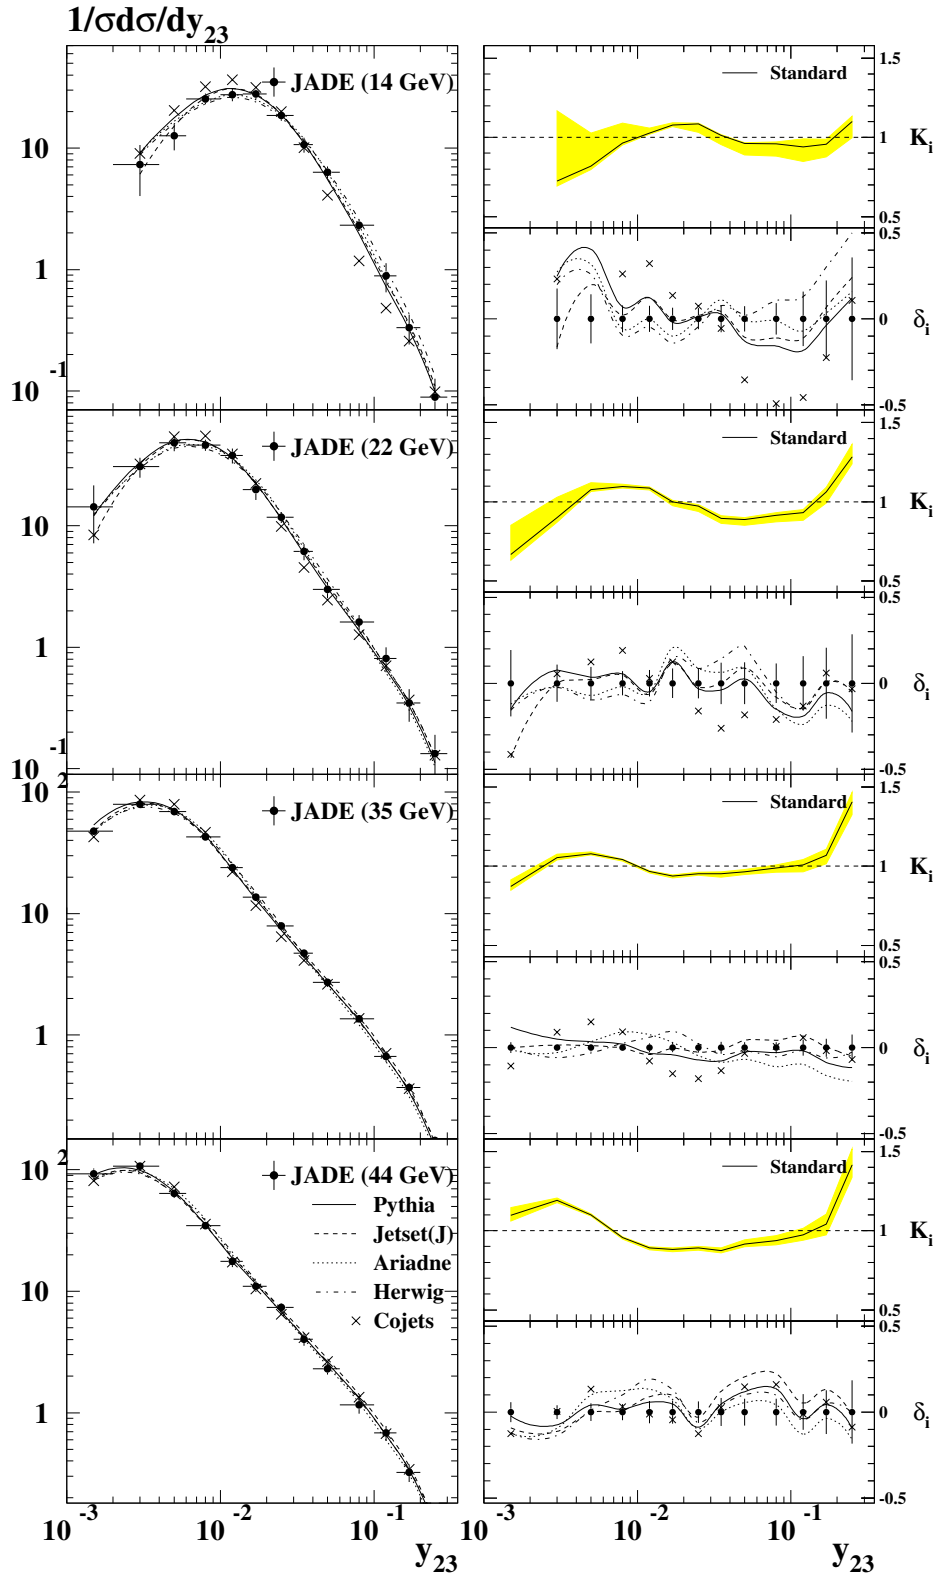 1/σdσ/dy23
JADE (14 GeV)
10
1
10 -1
Standard
1.5
1
0.5
Ki
0.5
0
-0.5
δi
JADE (22 GeV)
10
1
10 -1
Standard
1.5
1
0.5
Ki
0.5
0
-0.5
δi
10 2
JADE (35 GeV)
10
1
Standard
1.5
1
0.5
Ki
0.5
0
-0.5
δi
10 2
JADE (44 GeV)
Pythia
Jetset(J)
Ariadne
Herwig
Cojets
10
1
Standard
1.5
1
0.5
Ki
0.5
0
-0.5
δi
10 -3
10 -2
10 -1
y23
10 -3
10 -2
10 -1
y23